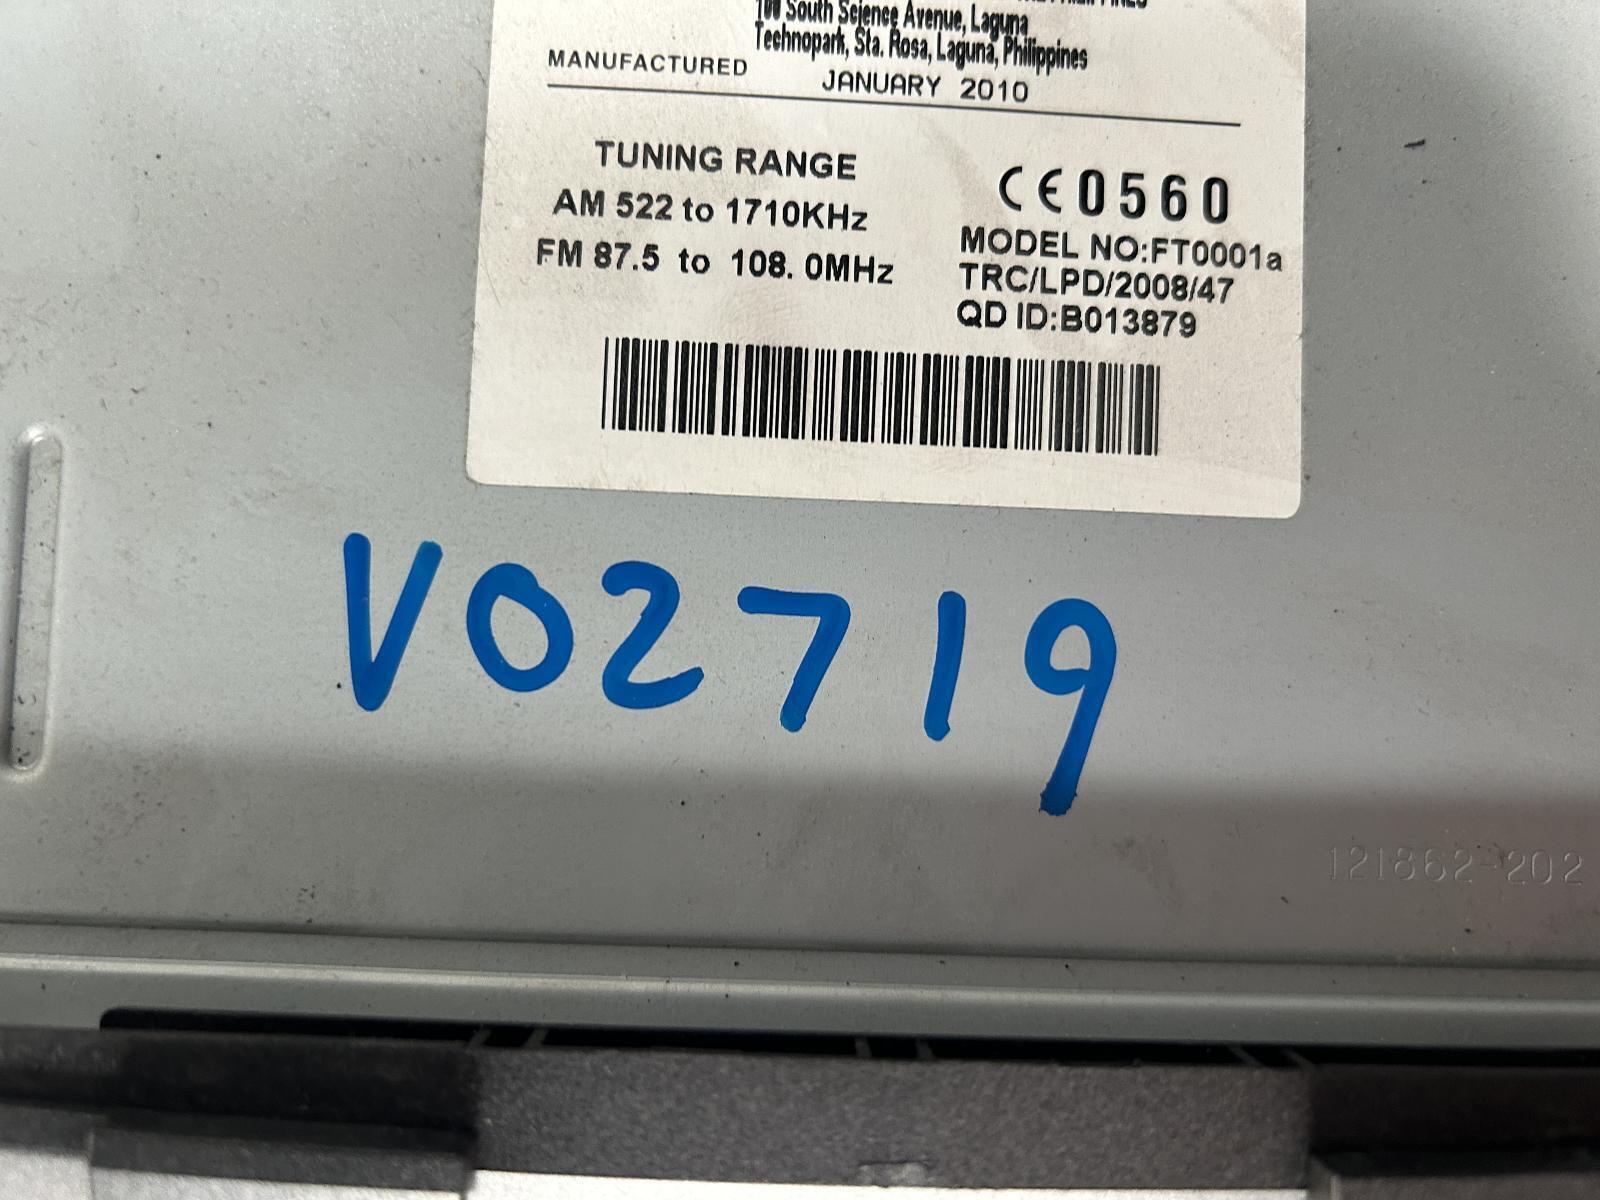 100 South Science Avenue, Laguna
Technopark, Sta. Rosa, Laguna, Philippines
MANUFACTURED
JANUARY 2010
TUNING RANGE
AM 522 to 1710KHz
FM 87.5 to 108. 0MHz
CE0560
MODEL NO:FT0001a
TRC/LPD/2008/47
QD ID:B013879
V02719
121862-202